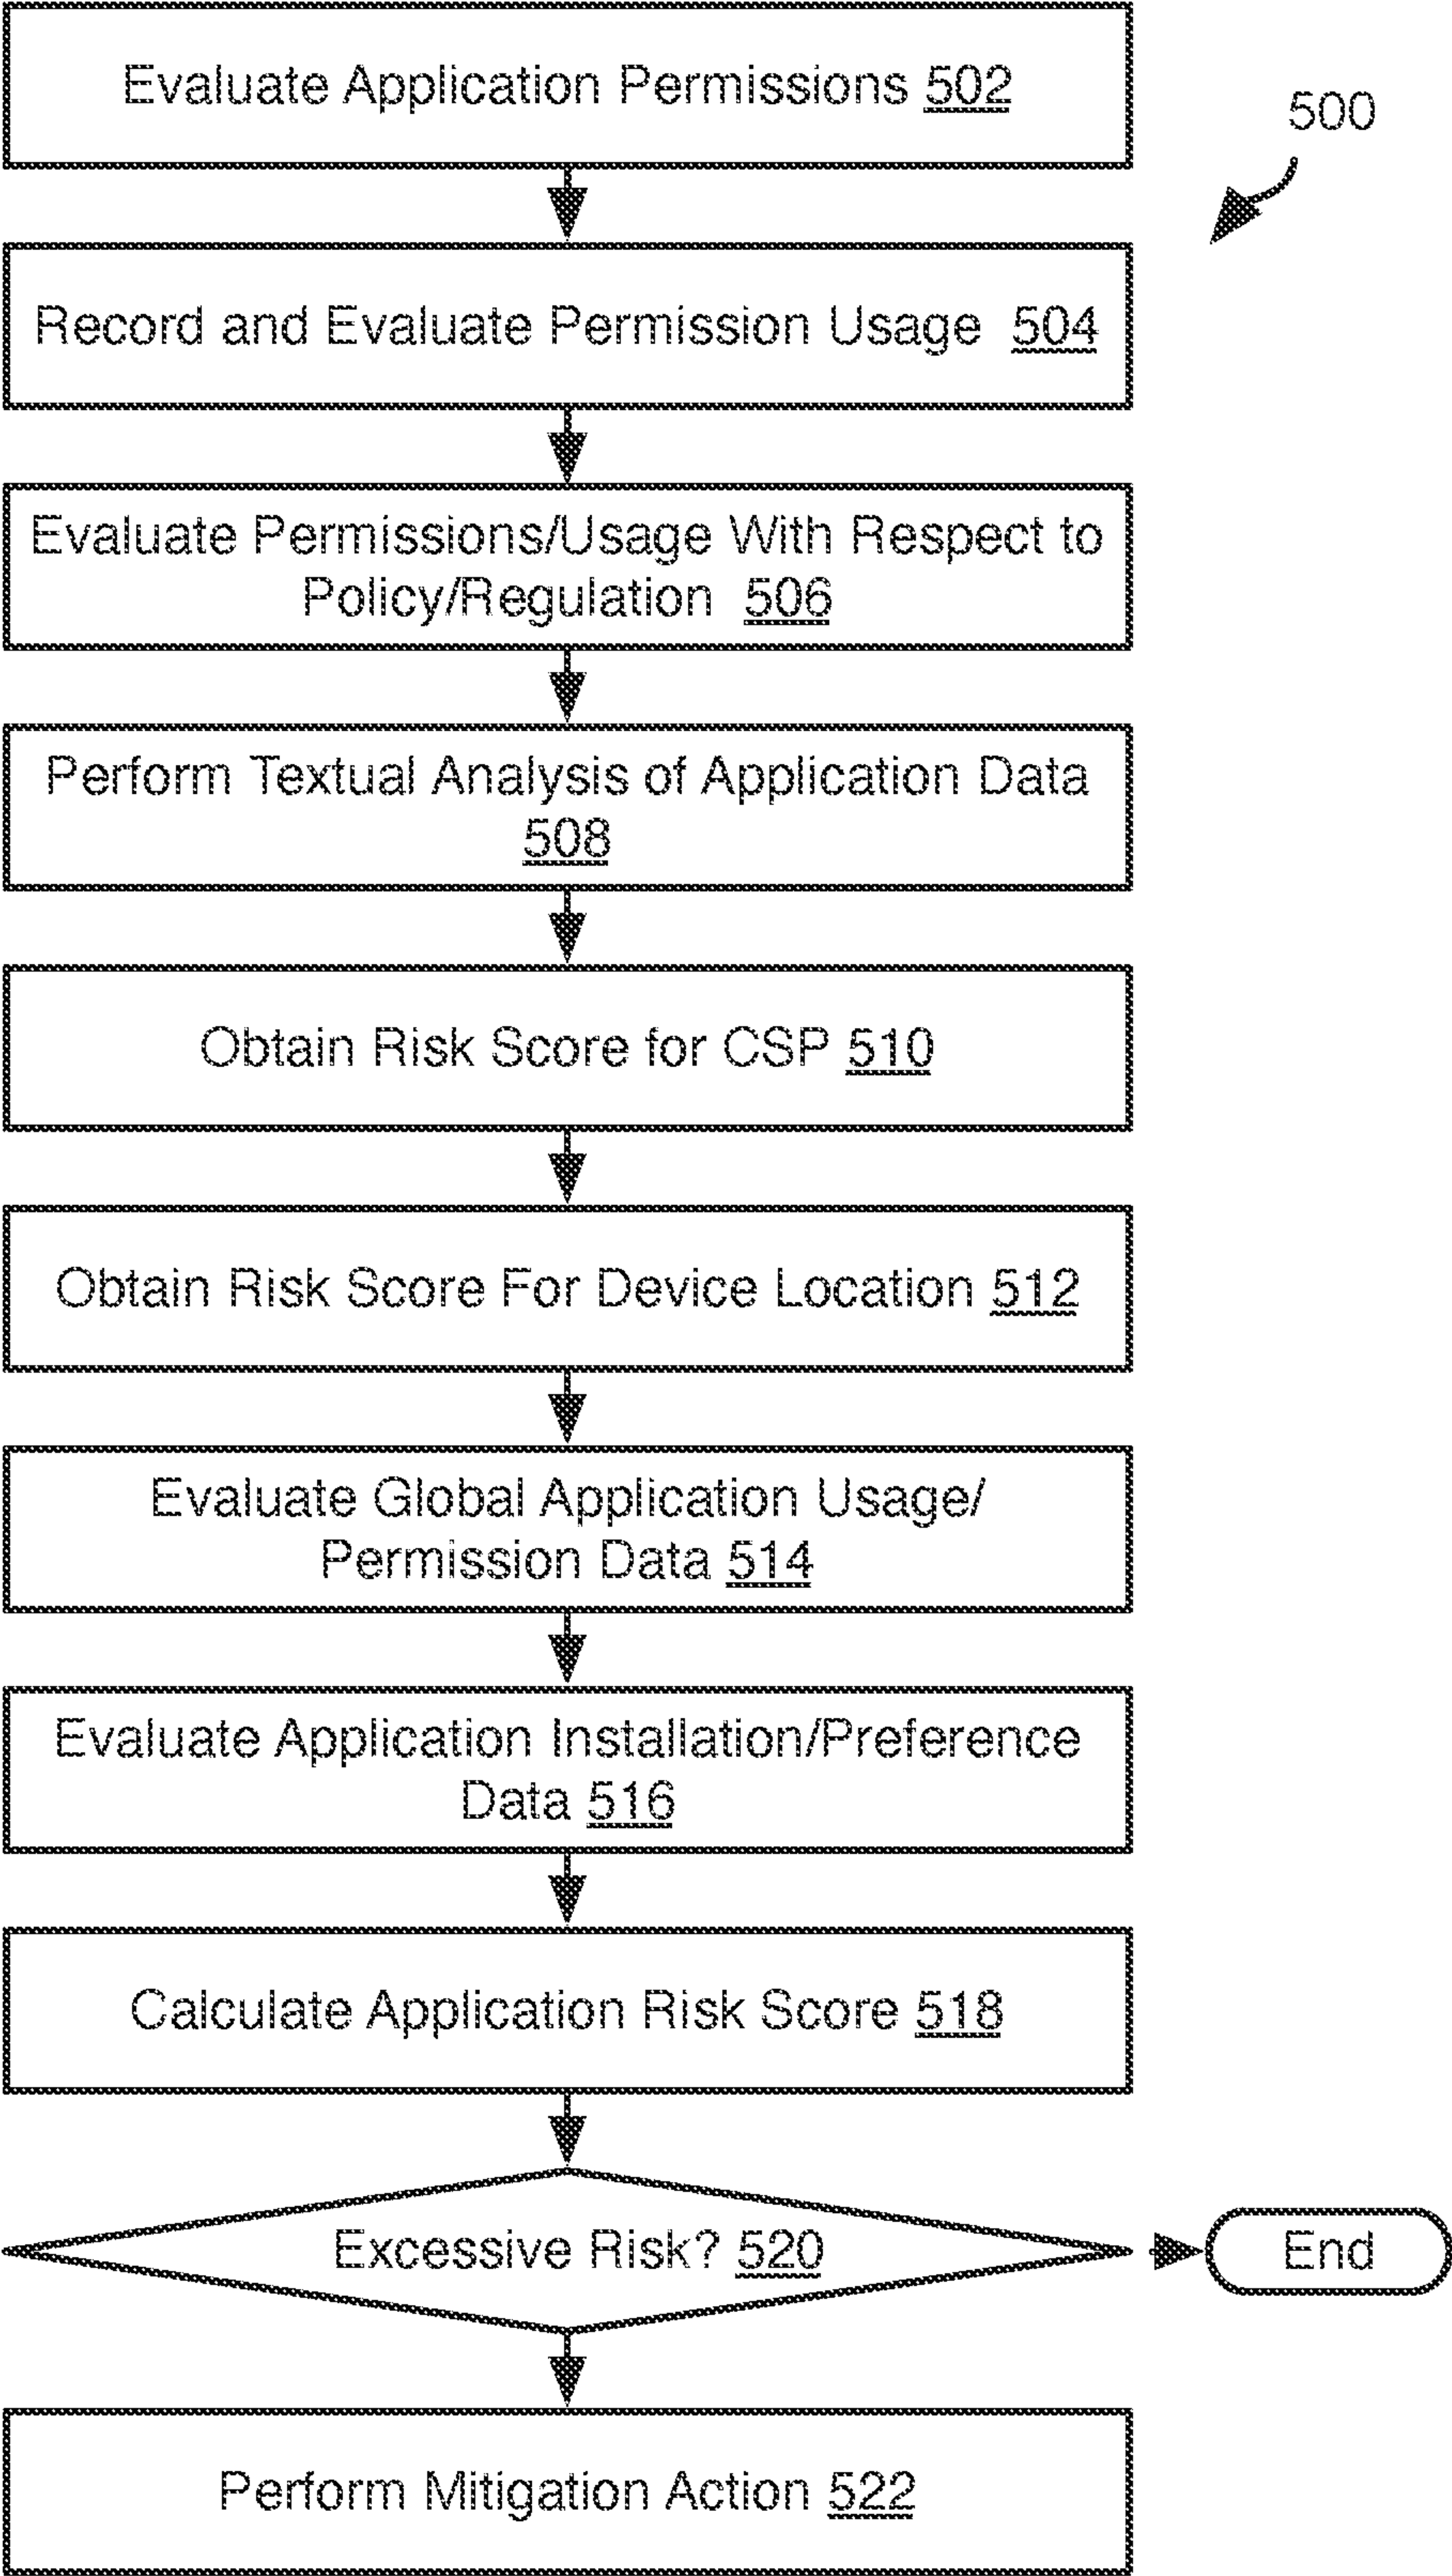 Evaluate Application Permissions 502
500
Record and Evaluate Permission Usage 504
Evaluate Permissions/Usage With Respect to
Policy/Regulation 506
Perform Textual Analysis of Application Data
508
Obtain Risk Score for CSP 510
Obtain Risk Score For Device Location 512
Evaluate Global Application Usage/
Permission Data 514
Evaluate Application Installation/Preference
Data 516
Calculate Application Risk Score 518
Excessive Risk? 520
End
Perform Mitigation Action 522